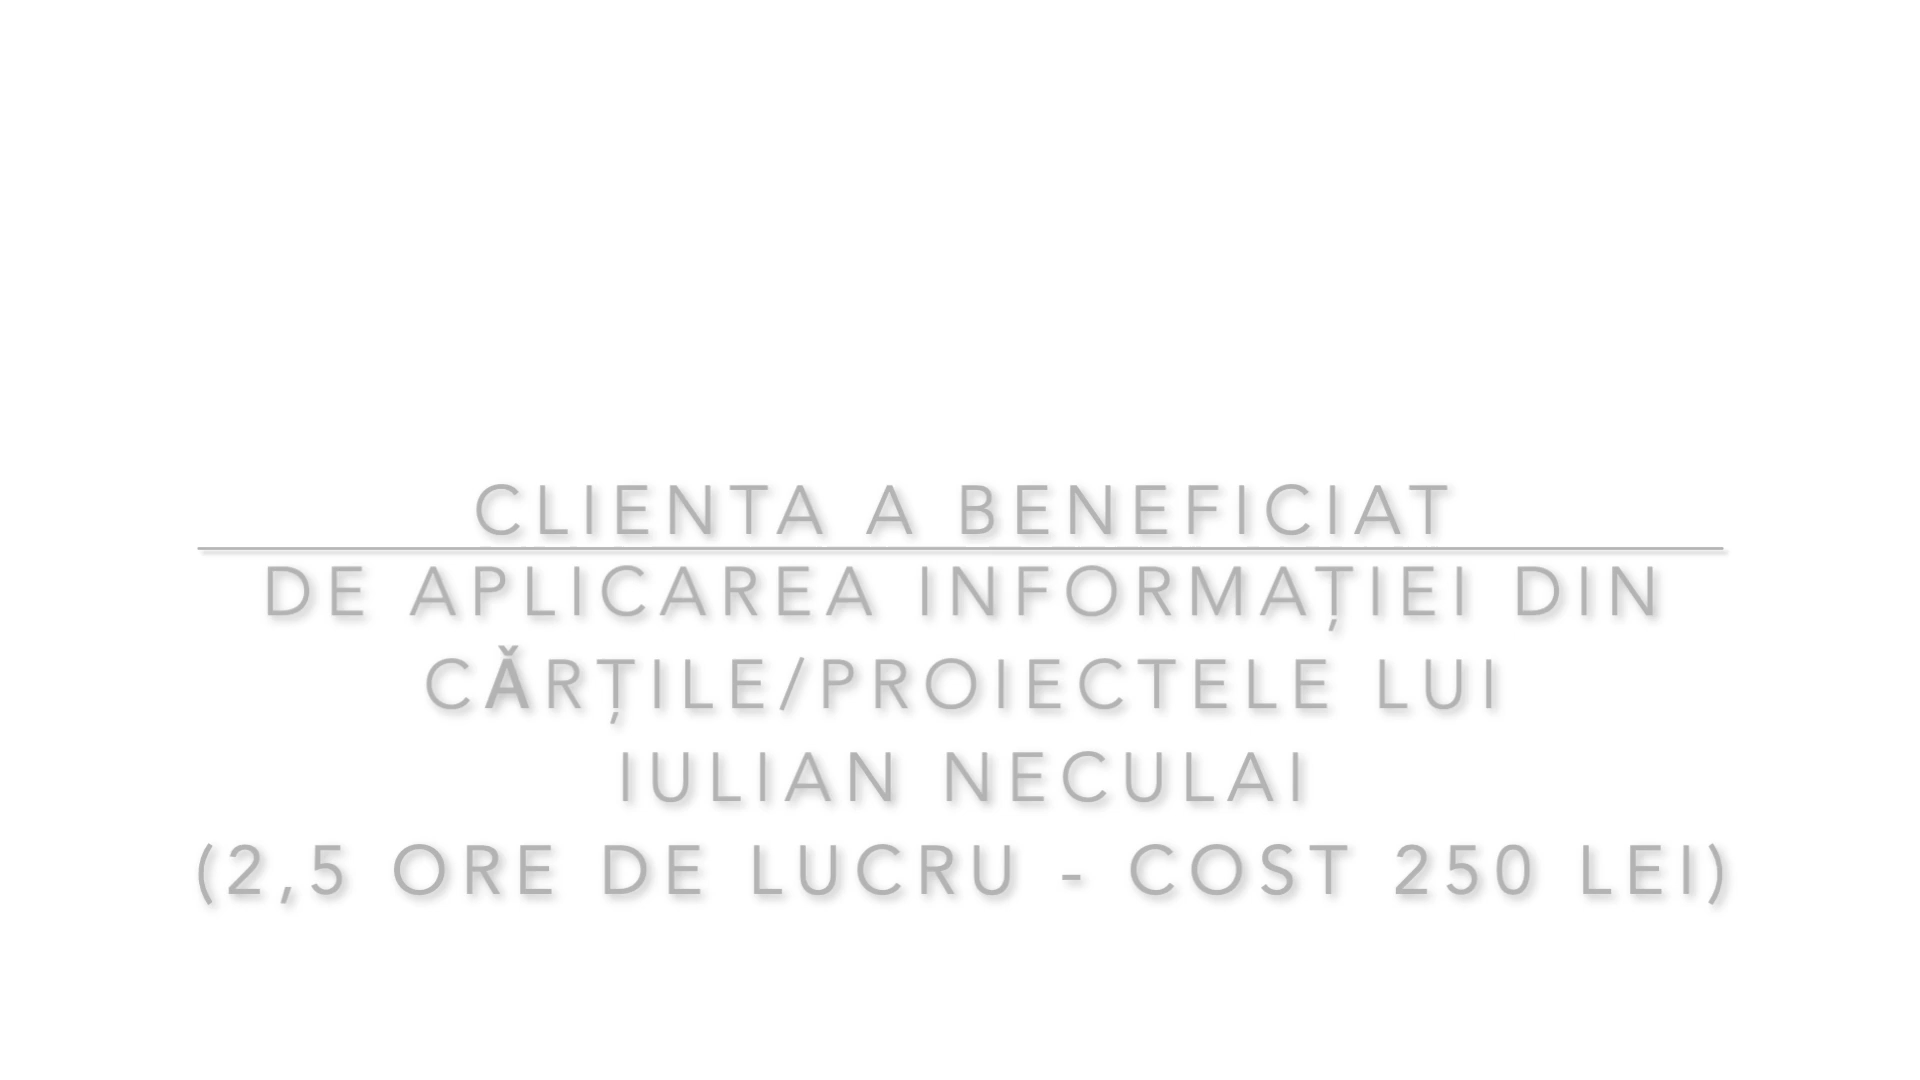 CLIENTA A BENEFICIAT
DE APLICAREA INFORMAȚIEI DIN
CĂRȚILE/PROIECTELE LUI
IULIAN NECULAI
(2,5 ORE DE LUCRU - COST 250 LEI)